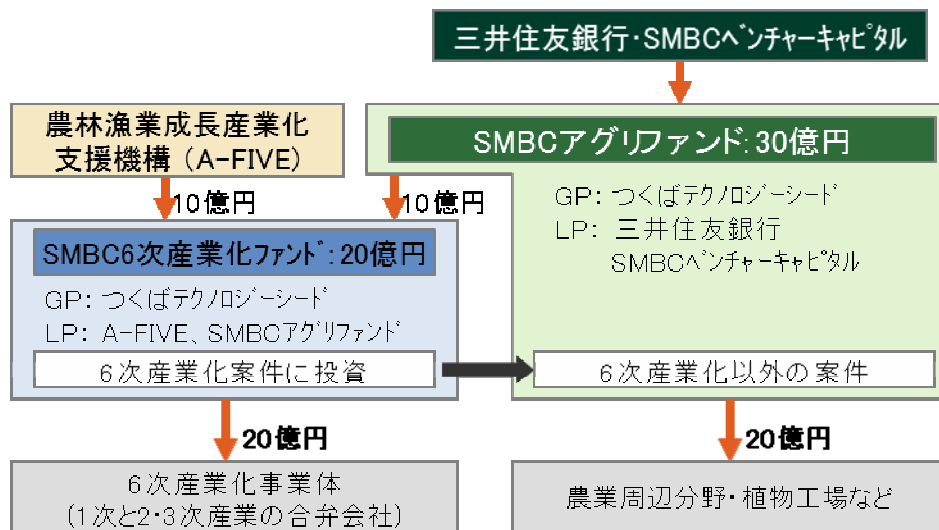 三井住友銀行・SMBCベンチャーキャピタル
農林漁業成長産業化
支援機構（A-FIVE）
SMBCアグリファンド：30億円
10億円
10億円
GP：つくばテクノロジーシード
LP： 三井住友銀行
SMBCベンチャーキャピタル
SMBC6次産業化ファンド：20億円
GP：つくばテクノロジーシード
LP： A-FIVE、SMBCアグリファンド
6次産業化案件に投資
6次産業化以外の案件
20億円
20億円
6次産業化事業体
（1次と2・3次産業の合弁会社）
農業周辺分野・植物工場など